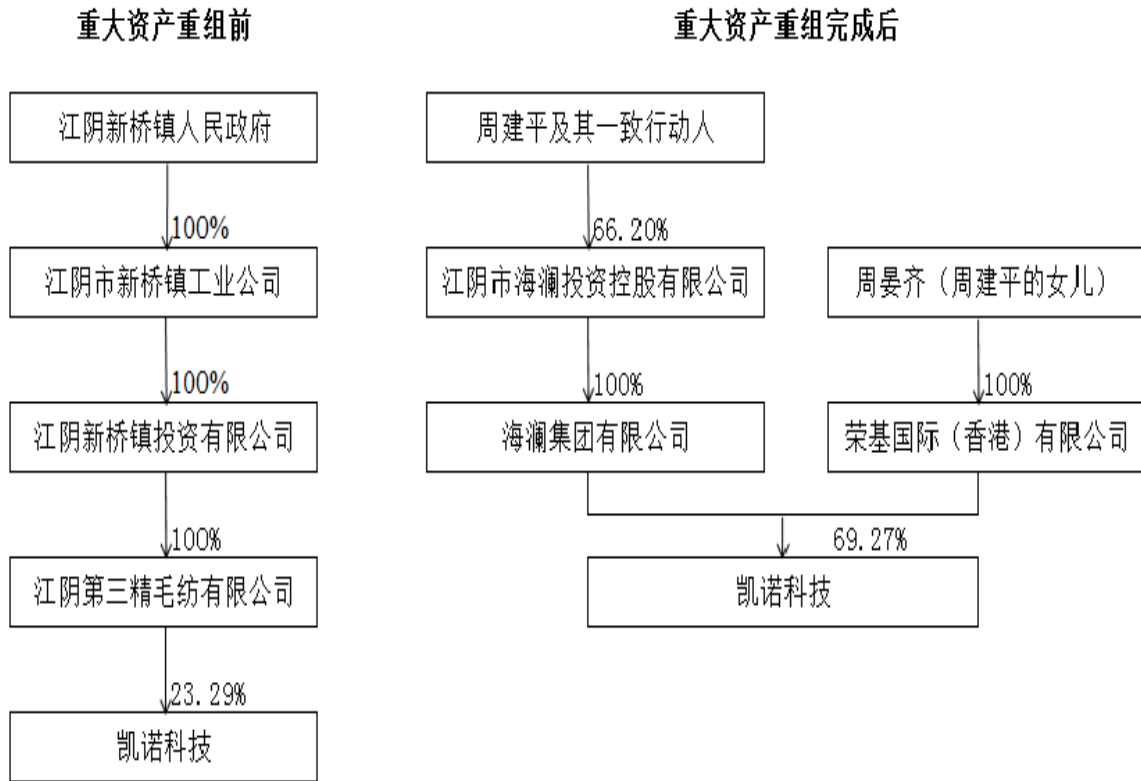 重大资产重组前
重大资产重组完成后
江阴新桥镇人民政府
100%
江阴市新桥镇工业公司
100%
江阴新桥镇投资有限公司
100%
江阴第三精毛纺有限公司
23.29%
凯诺科技
周建平及其一致行动人
66.20%
江阴市海澜投资控股有限公司
周晏齐（周建平的女儿）
100%
100%
海澜集团有限公司
荣基国际（香港）有限公司
69.27%
凯诺科技